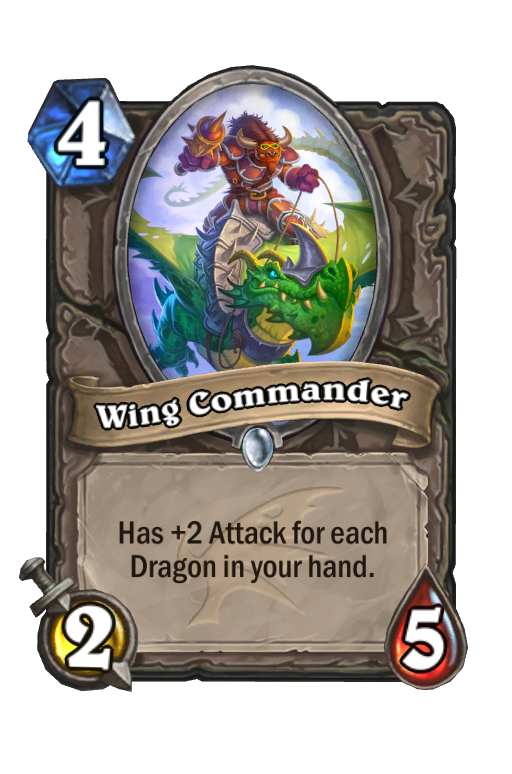 4
Wing Commander
Has +2 Attack for each
Dragon in your hand.
2
5